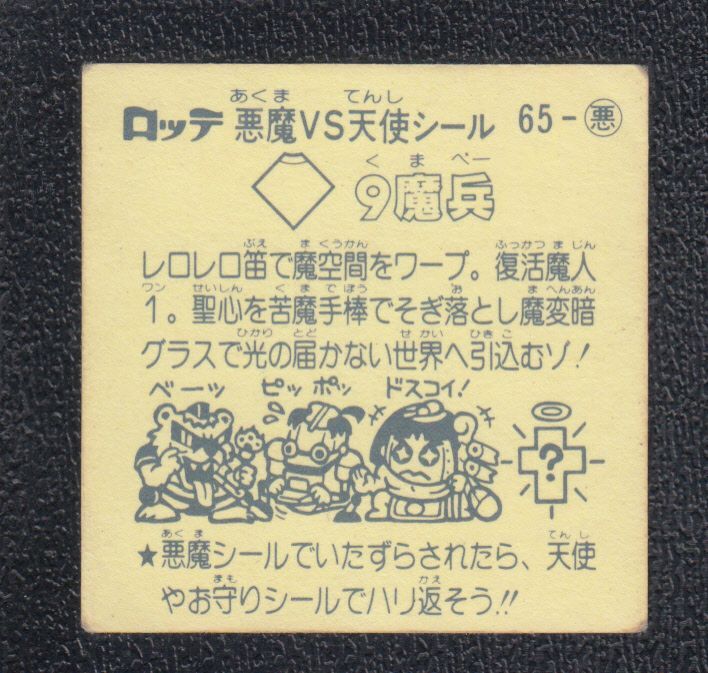 あくま てんし
ロッテ 悪魔VS天使シール 65-悪
くまべー
9魔兵
ぶえ まくうかん ふっかつまじん
レロレロ笛で魔空間をワープ。復活魔人
ワン せいしん くまでぼう お まへんあん
1。聖心を苦魔手棒でそぎ落とし魔変暗
ひかり とど せかい ひきこ
グラスで光の届かない世界へ引込むゾ!
ベーッ ピッポッ ドスコイ!
?
あくま てんし
★悪魔シールでいたずらされたら、天使
まも かえ
やお守りシールでハリ返そう!!